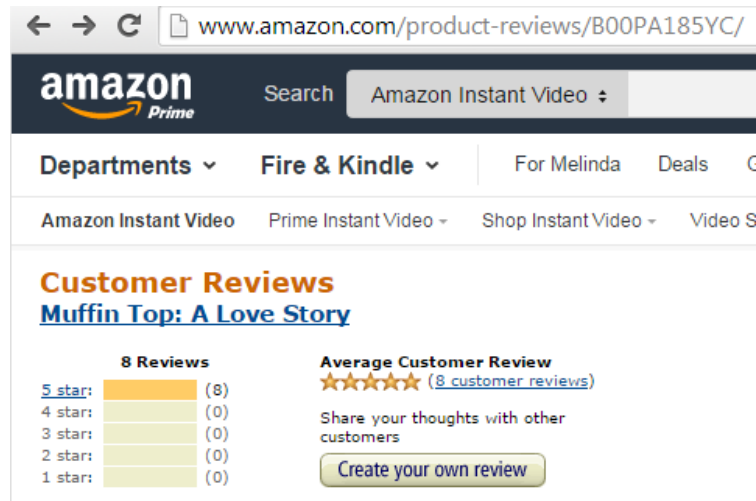 www.amazon.com/product-reviews/B00PA185YC/
amazon
Prime
Search Amazon Instant Video
Departments Fire & Kindle For Melinda Deals
Amazon Instant Video Prime Instant Video Shop Instant Video Video S
Customer Reviews
Muffin Top: A Love Story
8 Reviews
5 star: (8)
4 star: (0)
3 star: (0)
2 star: (0)
1 star: (0)
Average Customer Review
(8 customer reviews)
Share your thoughts with other
customers
Create your own review